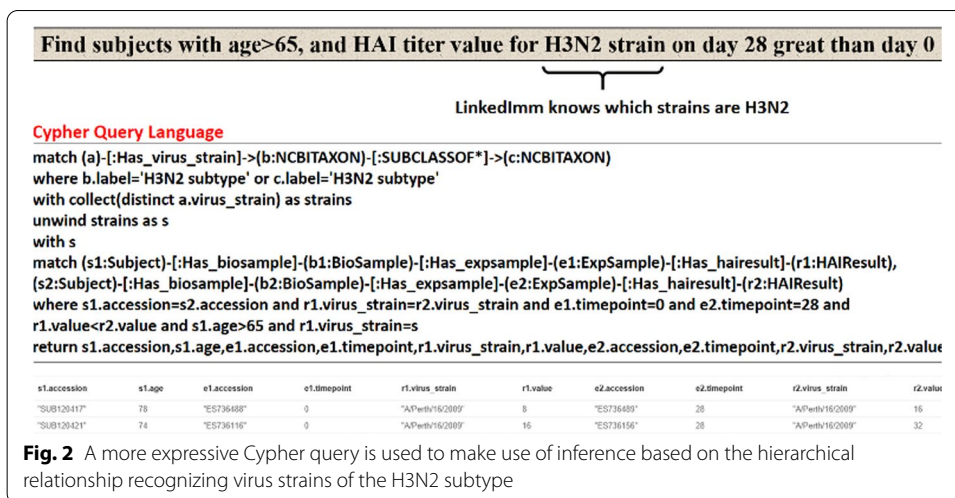 Find subjects with age>65, and HAI titer value for H3N2 strain on day 28 great than day 0
LinkedImm knows which strains are H3N2
Cypher Query Language
match (a)-[:Has_virus_strain]->(b:NCBITAXON)-[:SUBCLASSOF*]->(c:NCBITAXON)
where b.label='H3N2 subtype' or c.label='H3N2 subtype'
with collect(distinct a.virus_strain) as strains
unwind strains as s
with s
match (s1:Subject)-[:Has_biosample]-(b1:BioSample)-[:Has_expsample]-(e1:ExpSample)-[:Has_hairesult]-(r1:HAIResult),
(s2:Subject)-[:Has_biosample]-(b2:BioSample)-[:Has_expsample]-(e2:ExpSample)-[:Has_hairesult]-(r2:HAIResult)
where s1.accession=s2.accession and r1.virus_strain=r2.virus_strain and e1.timepoint=0 and e2.timepoint=28 and
r1.value<r2.value and s1.age>65 and r1.virus_strain=s
return s1.accession,s1.age,e1.accession,e1.timepoint,r1.virus_strain,r1.value,e2.accession,e2.timepoint,r2.virus_strain,r2.value
s1.accession s1.age e1.accession e1.timepoint r1.virus_strain r1.value e2.accession e2.timepoint r2.virus_strain r2.value
"SUB120417" 78 "ES736488" 0 "A/Perth/16/2009" 8 "ES736489" 28 "A/Perth/16/2009" 16
"SUB120421" 74 "ES736116" 0 "A/Perth/16/2009" 16 "ES736156" 28 "A/Perth/16/2009" 32
Fig. 2 A more expressive Cypher query is used to make use of inference based on the hierarchical
relationship recognizing virus strains of the H3N2 subtype